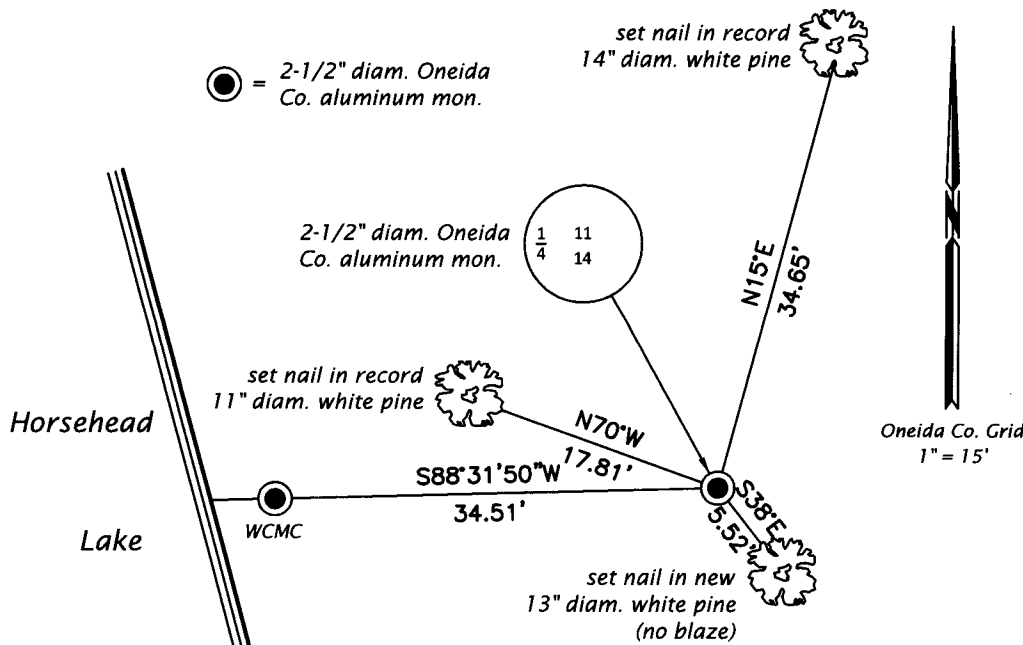 set nail in record
14" diam. white pine
= 2-1/2" diam. Oneida
Co. aluminum mon.
2-1/2" diam. Oneida
Co. aluminum mon.
1/4 11
14
N15°E
34.65'
N
Oneida Co. Grid
1" = 15'
set nail in record
11" diam. white pine
N70°W
17.81'
Horsehead
Lake
S88°31'50"W
34.51'
WCMC
S38°E
5.52'
set nail in new
13" diam. white pine
(no blaze)